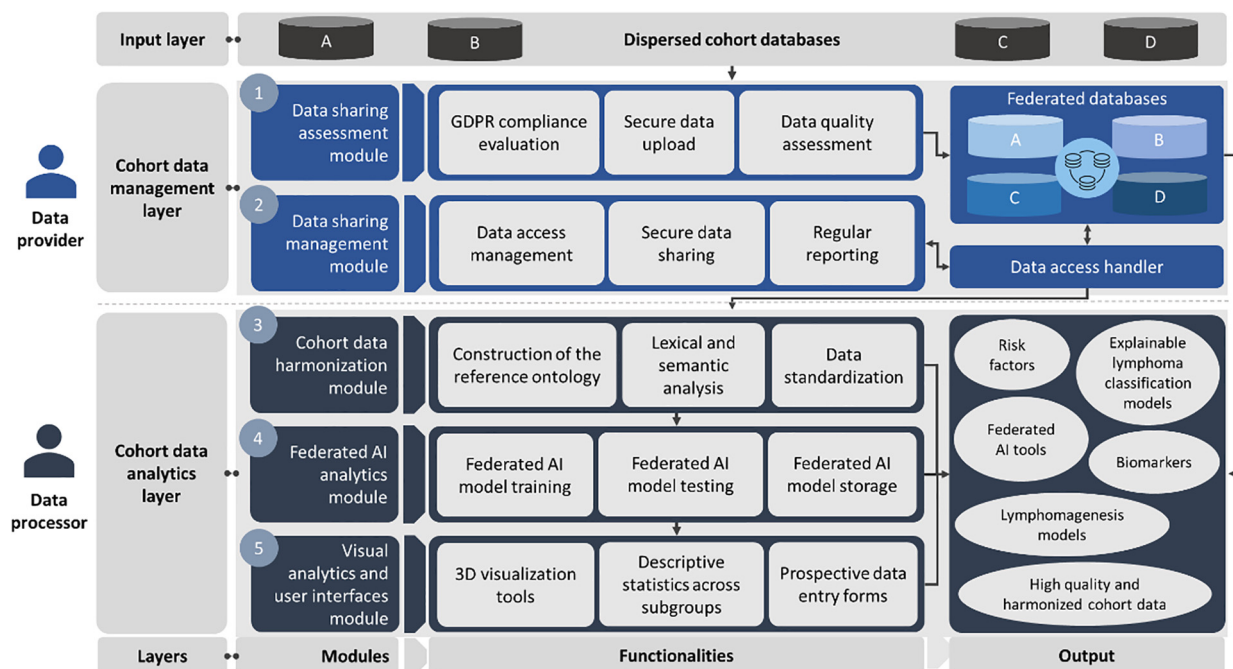 Input layer
A
B
Dispersed cohort databases
C
D
Data
provider
Cohort data
management
layer
1
Data sharing
assessment
module
GDPR compliance
evaluation
Secure data
upload
Data quality
assessment
Federated databases
A
B
C
D
2
Data sharing
management
module
Data access
management
Secure data
sharing
Regular
reporting
Data access handler
Data
processor
Cohort data
analytics
layer
3
Cohort data
harmonization
module
Construction of the
reference ontology
Lexical and
semantic
analysis
Data
standardization
4
Federated AI
analytics
module
Federated AI
model training
Federated AI
model testing
Federated AI
model storage
5
Visual
analytics and
user interfaces
module
3D visualization
tools
Descriptive
statistics across
subgroups
Prospective data
entry forms
Risk
factors
Explainable
lymphoma
classification
models
Federated
AI tools
Biomarkers
Lymphomagenesis
models
High quality and
harmonized cohort data
Layers
Modules
Functionalities
Output